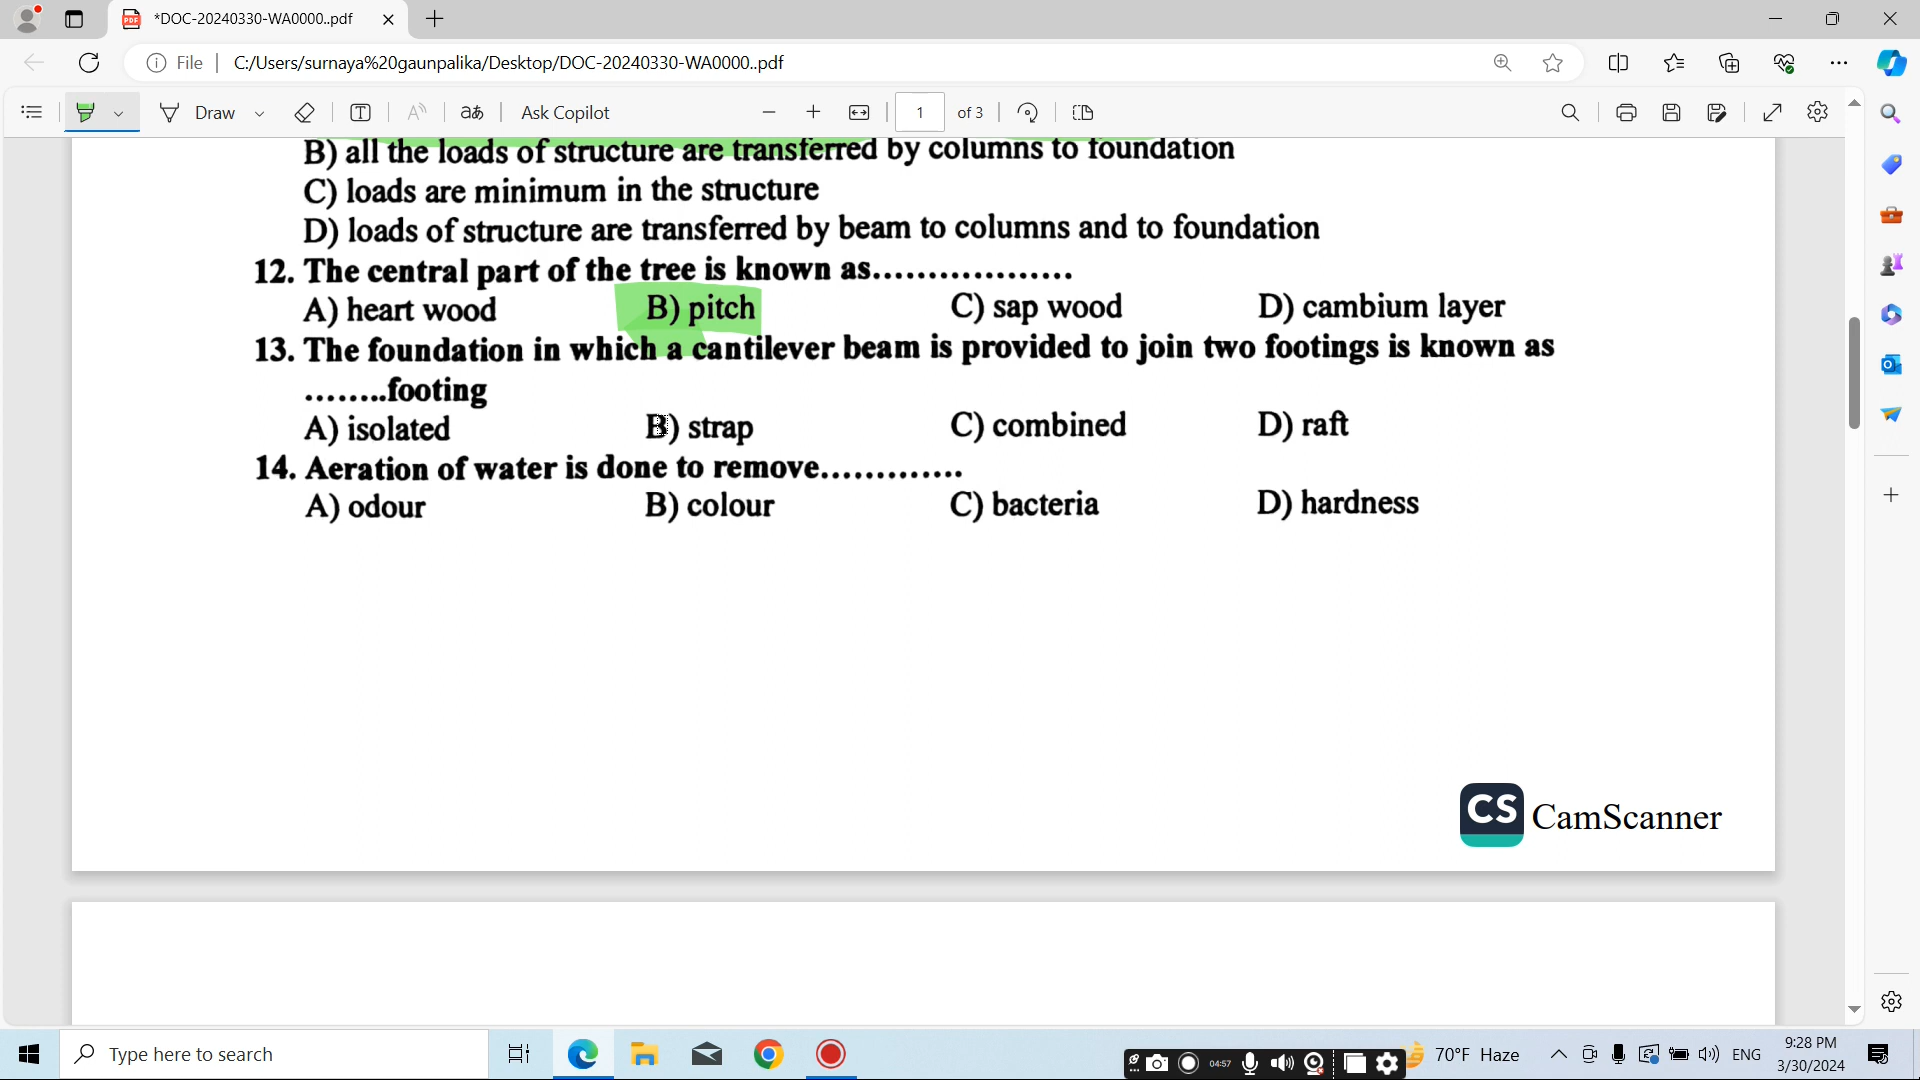 *DOC-20240330-WA0000..pdf
File
C:/Users/surnaya%20gaunpalika/Desktop/DOC-20240330-WA0000..pdf
Draw
aあ
Ask Copilot
1 of 3
B) all the loads of structure are transferred by columns to foundation
C) loads are minimum in the structure
D) loads of structure are transferred by beam to columns and to foundation
12. The central part of the tree is known as...................
A) heart wood B) pitch C) sap wood D) cambium layer
13. The foundation in which a cantilever beam is provided to join two footings is known as
.........footing
A) isolated B) strap C) combined D) raft
14. Aeration of water is done to remove.............
A) odour B) colour C) bacteria D) hardness
CS CamScanner
Type here to search
04:57
70°F Haze
ENG
9:28 PM
3/30/2024